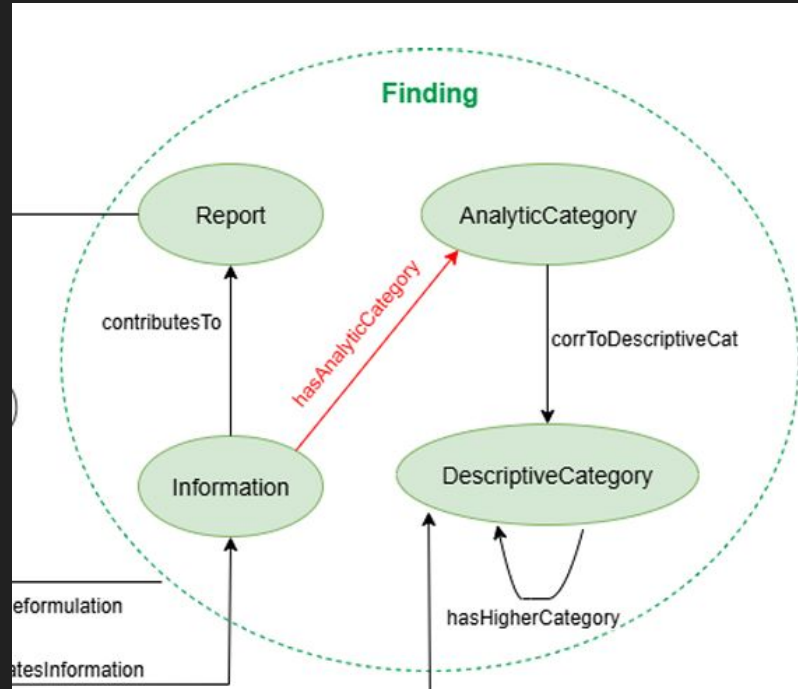 Finding
Report
AnalyticCategory
contributesTo
hasAnalyticCategory
corrToDescriptiveCat
Information
DescriptiveCategory
hasHigherCategory
eformulation
atesInformation